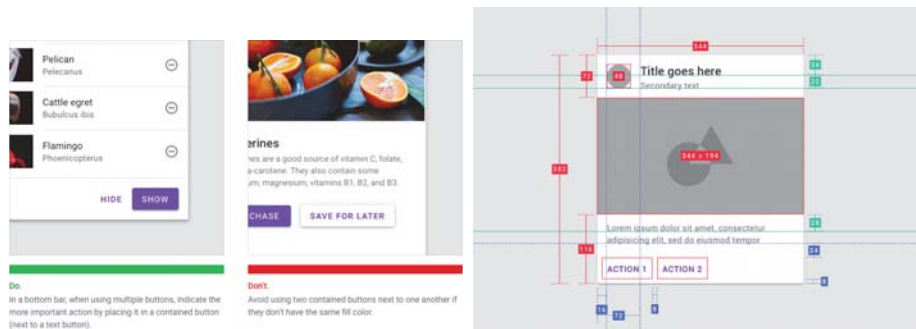 Pelican
Pelecanus
Cattle egret
Bubulcus ibis
Flamingo
Phoenicopterus
HIDE SHOW
Do.
In a bottom bar, when using multiple buttons, indicate the
more important action by placing it in a contained button
(next to a text button).
erines
nes are a good source of vitamin C, folate,
a-carotene. They also contain some
um; magnesium; vitamins B1, B2, and B3.
CHASE SAVE FOR LATER
Don't.
Avoid using two contained buttons next to one another if
they don't have the same fill color.
344
72
48
Title goes here
Secondary text
382
344 x 194
Lorem ipsum dolor sit amet, consectetur
adipisicing elit, sed do eiusmod tempor
116
24
ACTION 1 ACTION 2
8
16
72
8